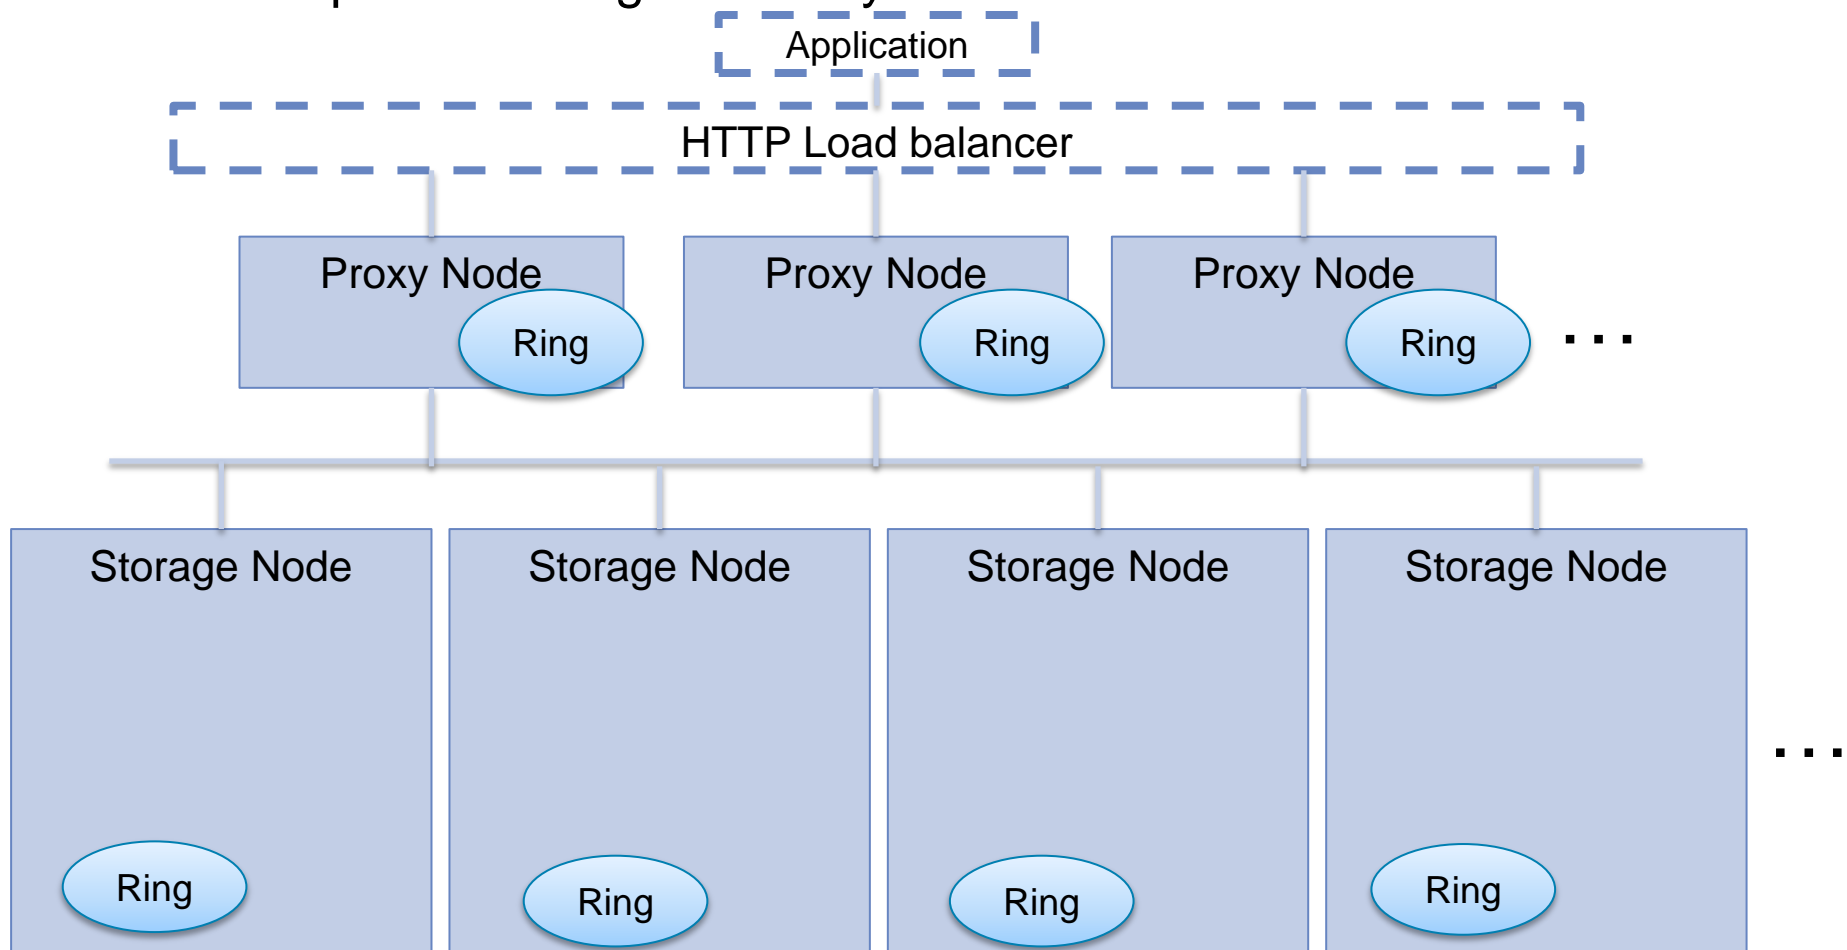 Application
HTTP Load balancer
Proxy Node Proxy Node Proxy Node
Ring Ring Ring ...
Storage Node Storage Node Storage Node Storage Node
...
Ring Ring Ring Ring